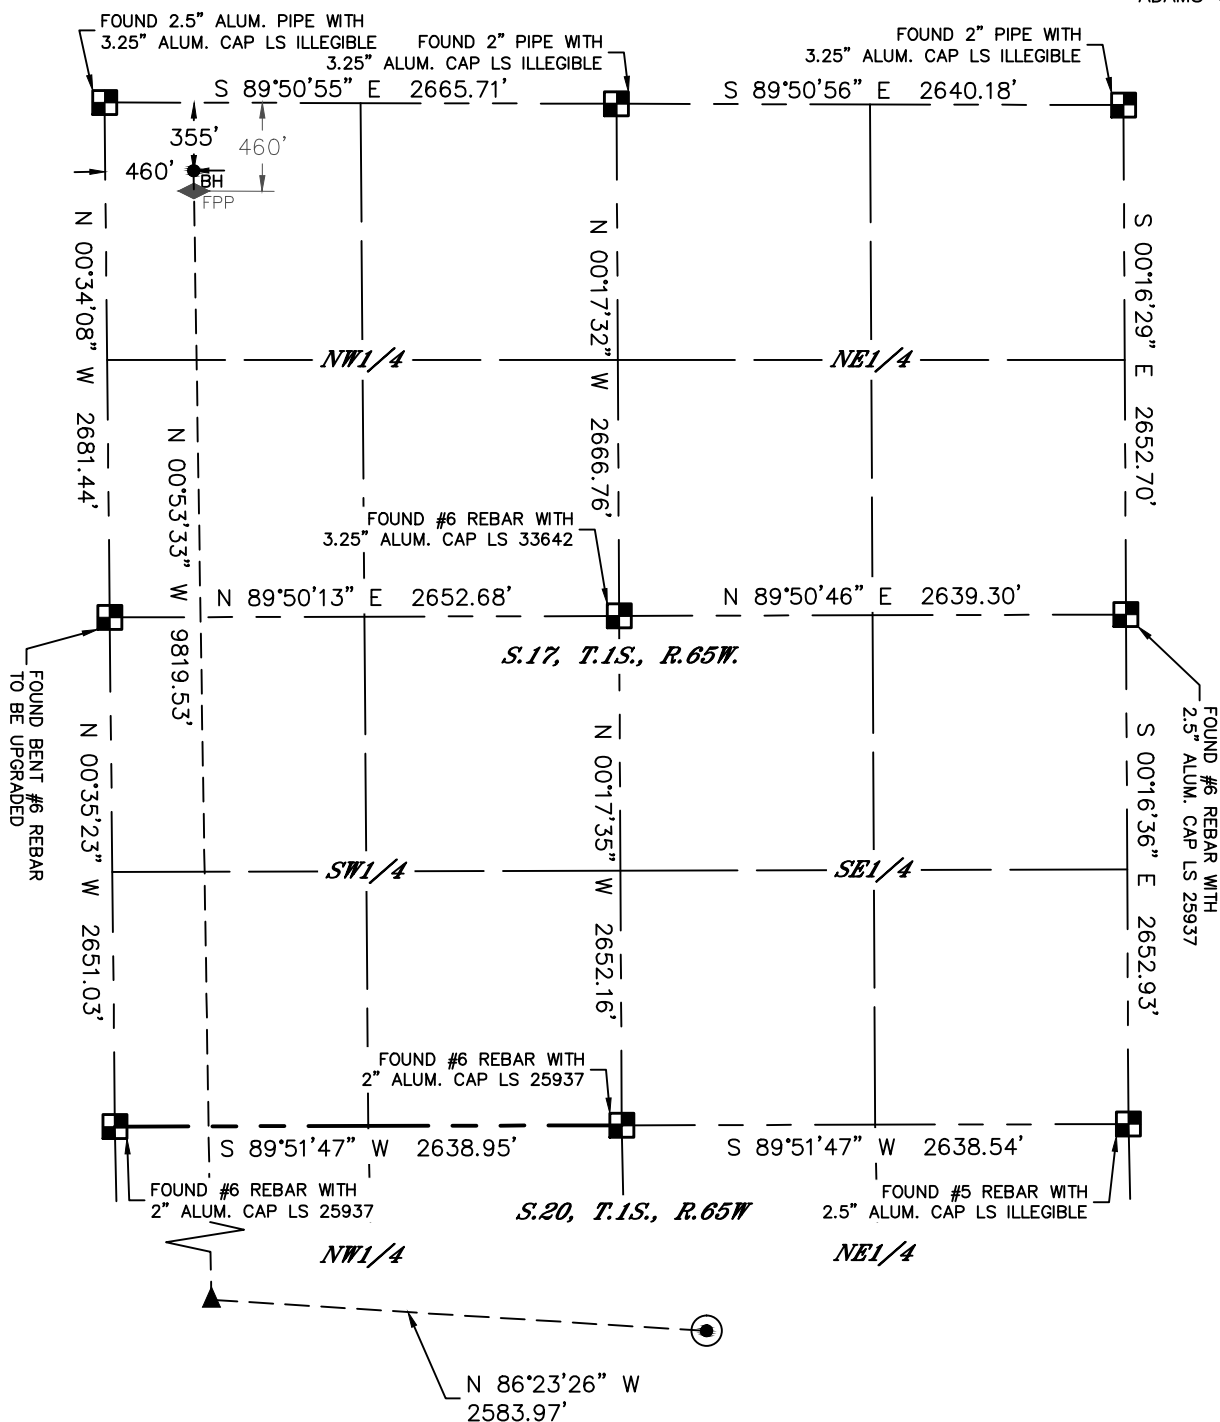 FOUND 2.5" ALUM. PIPE WITH
3.25" ALUM. CAP LS ILLEGIBLE
FOUND 2" PIPE WITH
3.25" ALUM. CAP LS ILLEGIBLE
FOUND 2" PIPE WITH
3.25" ALUM. CAP LS ILLEGIBLE
S 89°50'55" E 2665.71'
S 89°50'56" E 2640.18'
355'
460'
460'
BH
FPP
N 00°34'08" W 2681.44'
N 00°17'32" W 2666.76'
S 00°16'29" E 2652.70'
NW1/4
NE1/4
N 00°53'33" W 9819.53'
FOUND #6 REBAR WITH
3.25" ALUM. CAP LS 33642
N 89°50'13" E 2652.68'
N 89°50'46" E 2639.30'
S.17, T.1S., R.65W.
FOUND BENT #6 REBAR
TO BE UPGRADED
FOUND #6 REBAR WITH
2.5" ALUM. CAP LS 25937
N 00°35'23" W 2651.03'
N 00°17'35" W 2652.16'
S 00°16'36" E 2652.93'
SW1/4
SE1/4
FOUND #6 REBAR WITH
2" ALUM. CAP LS 25937
S 89°51'47" W 2638.95'
S 89°51'47" W 2638.54'
FOUND #6 REBAR WITH
2" ALUM. CAP LS 25937
FOUND #5 REBAR WITH
2.5" ALUM. CAP LS ILLEGIBLE
S.20, T.1S., R.65W
NW1/4
NE1/4
N 86°23'26" W
2583.97'